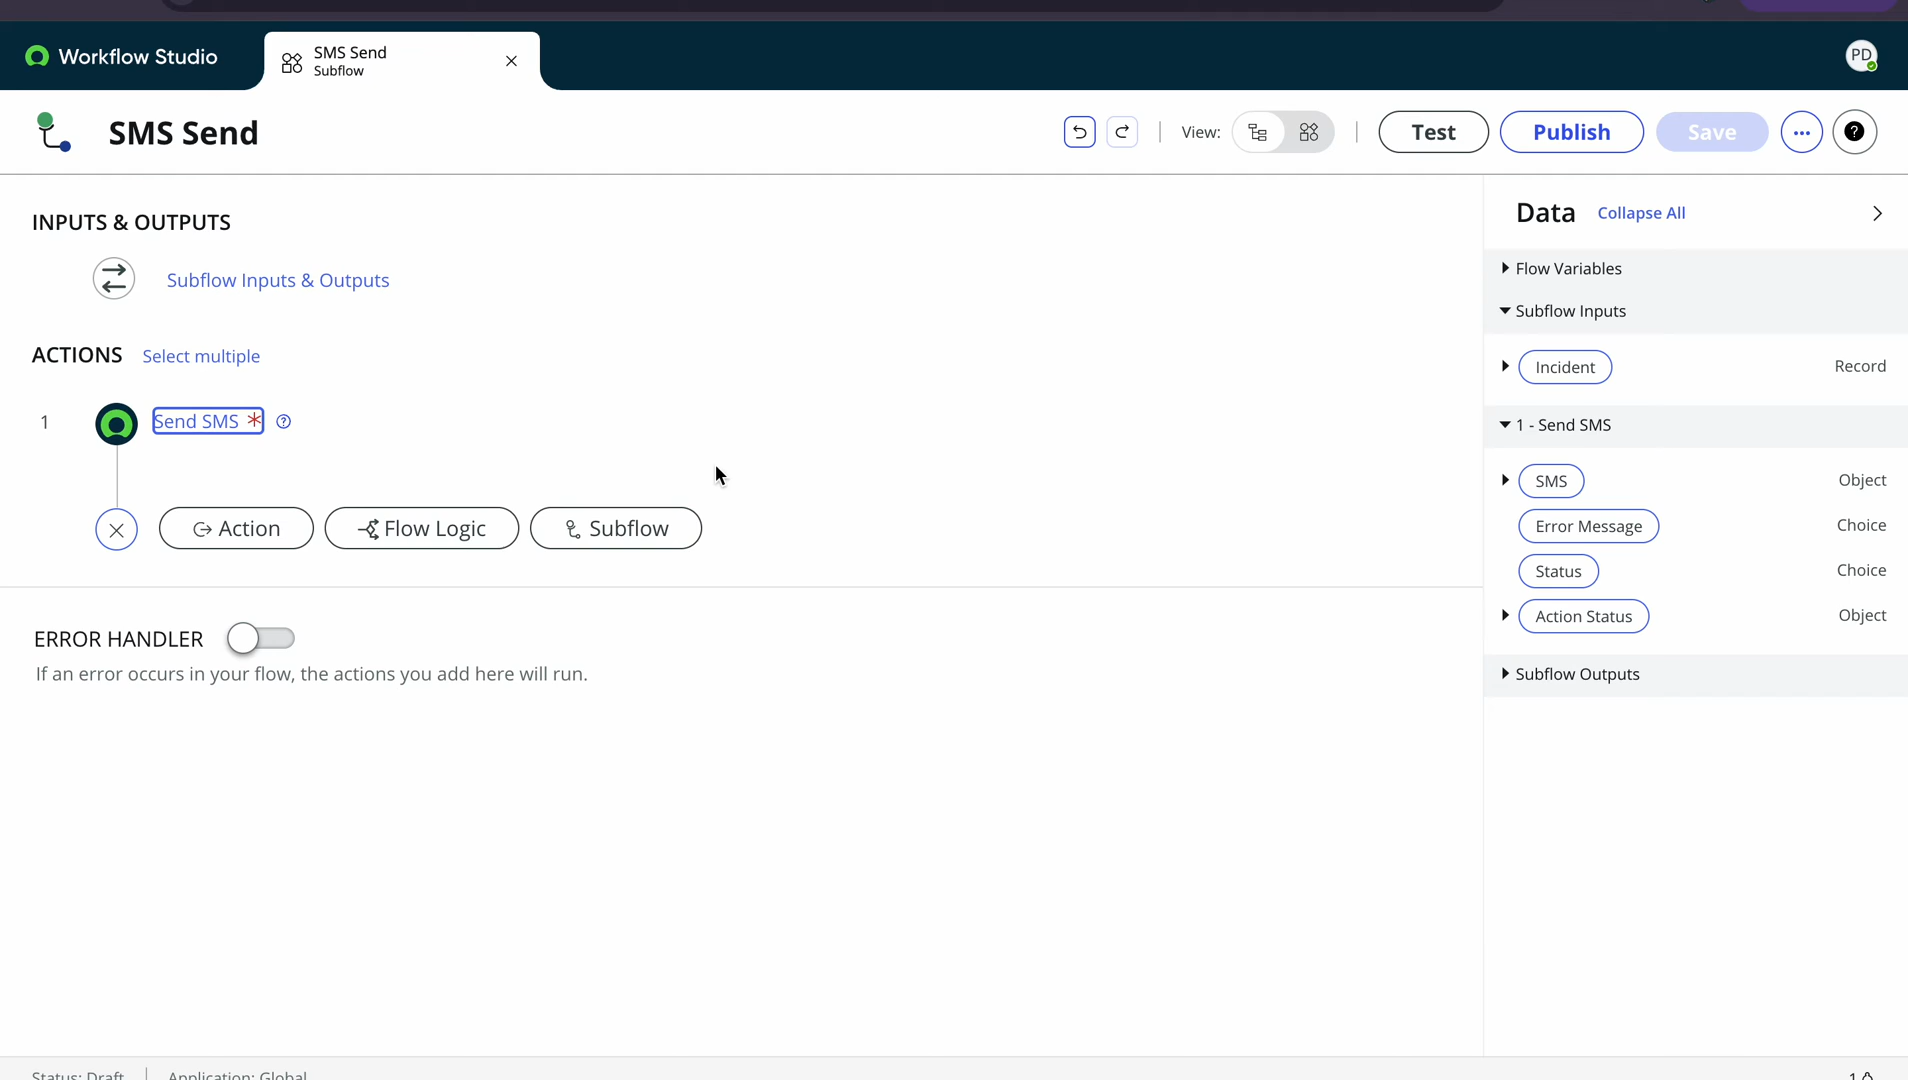 Workflow Studio
SMS Send
Subflow
PD
SMS Send
View:
Test
Publish
Save
INPUTS & OUTPUTS
Subflow Inputs & Outputs
ACTIONS Select multiple
1 Send SMS *
Action
Flow Logic
Subflow
ERROR HANDLER
If an error occurs in your flow, the actions you add here will run.
Data Collapse All
Flow Variables
Subflow Inputs
Incident Record
1 - Send SMS
SMS Object
Error Message Choice
Status Choice
Action Status Object
Subflow Outputs
Status: Draft | Application: Global
1